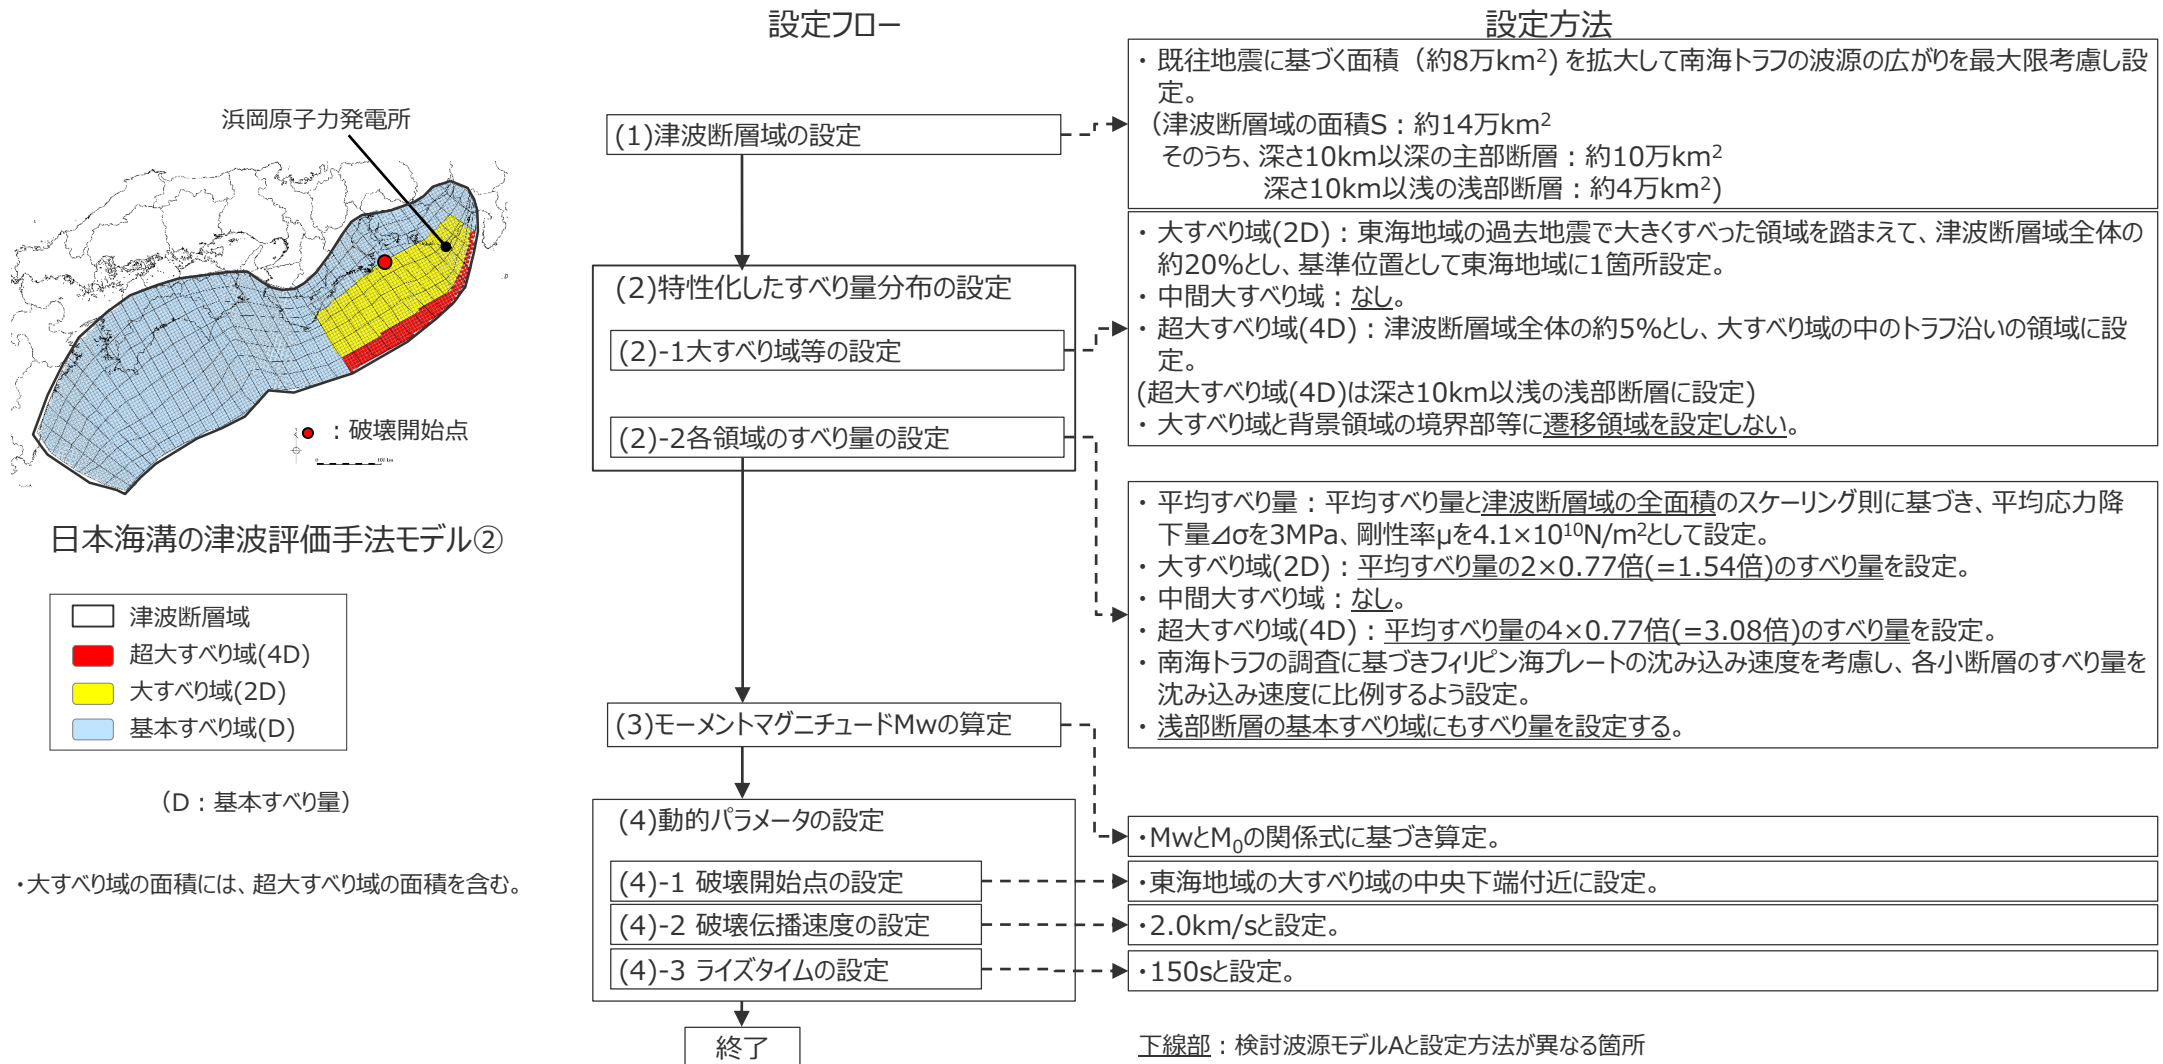 設定フロー
設定方法
浜岡原子力発電所
●：破壊開始点
0 100 km
日本海溝の津波評価手法モデル②
津波断層域
超大すべり域(4D)
大すべり域(2D)
基本すべり域(D)
（D：基本すべり量）
・大すべり域の面積には、超大すべり域の面積を含む。
(1)津波断層域の設定
(2)特性化したすべり量分布の設定
(2)-1大すべり域等の設定
(2)-2各領域のすべり量の設定
(3)モーメントマグニチュードMwの算定
(4)動的パラメータの設定
(4)-1 破壊開始点の設定
(4)-2 破壊伝播速度の設定
(4)-3 ライズタイムの設定
終了
・既往地震に基づく面積（約8万km²）を拡大して南海トラフの波源の広がりを最大限考慮し設
定。
（津波断層域の面積S：約14万km²
そのうち、深さ10km以深の主部断層：約10万km²
深さ10km以浅の浅部断層：約4万km²)
・大すべり域(2D)：東海地域の過去地震で大きくすべった領域を踏まえて、津波断層域全体の
約20%とし、基準位置として東海地域に1箇所設定。
・中間大すべり域：なし。
・超大すべり域(4D)：津波断層域全体の約5%とし、大すべり域の中のトラフ沿いの領域に設
定。
(超大すべり域(4D)は深さ10km以浅の浅部断層に設定)
・大すべり域と背景領域の境界部等に遷移領域を設定しない。
・平均すべり量：平均すべり量と津波断層域の全面積のスケーリング則に基づき、平均応力降
下量⊿σを3MPa、剛性率μを4.1×10¹⁰N/m²として設定。
・大すべり域(2D)：平均すべり量の2×0.77倍(=1.54倍)のすべり量を設定。
・中間大すべり域：なし。
・超大すべり域(4D)：平均すべり量の4×0.77倍(=3.08倍)のすべり量を設定。
・南海トラフの調査に基づきフィリピン海プレートの沈み込み速度を考慮し、各小断層のすべり量を
沈み込み速度に比例するよう設定。
・浅部断層の基本すべり域にもすべり量を設定する。
・MwとM₀の関係式に基づき算定。
・東海地域の大すべり域の中央下端付近に設定。
・2.0km/sと設定。
・150sと設定。
下線部：検討波源モデルAと設定方法が異なる箇所